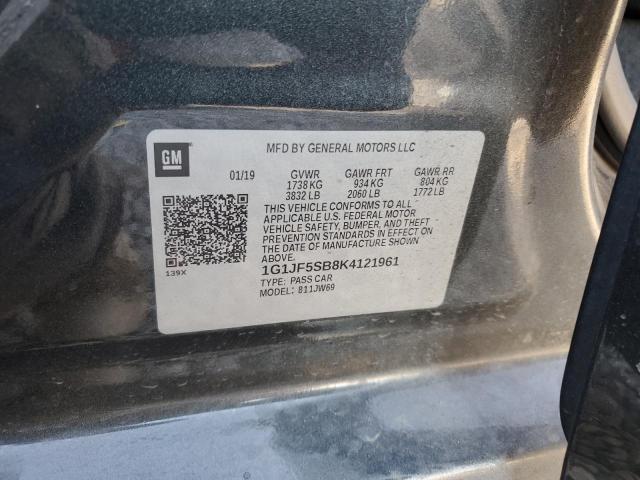 GM
MFD BY GENERAL MOTORS LLC
01/19 GVWR GAWR FRT GAWR RR
1738 KG 934 KG 804 KG
3832 LB 2060 LB 1772 LB
THIS VEHICLE CONFORMS TO ALL
APPLICABLE U.S. FEDERAL MOTOR
VEHICLE SAFETY, BUMPER, AND THEFT
PREVENTION STANDARDS IN EFFECT ON
THE DATE OF MANUFACTURE SHOWN
ABOVE.
139X
1G1JF5SB8K4121961
TYPE: PASS CAR
MODEL: 811JW69